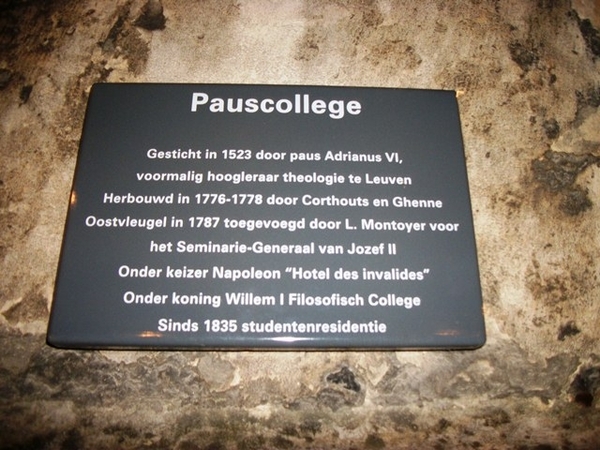 Pauscollege
Gesticht in 1523 door paus Adrianus VI,
voormalig hoogleraar theologie te Leuven
Herbouwd in 1776-1778 door Corthouts en Ghenne
Oostvleugel in 1787 toegevoegd door L. Montoyer voor
het Seminarie-Generaal van Jozef II
Onder keizer Napoleon “Hotel des invalides”
Onder koning Willem I Filosofisch College
Sinds 1835 studentenresidentie